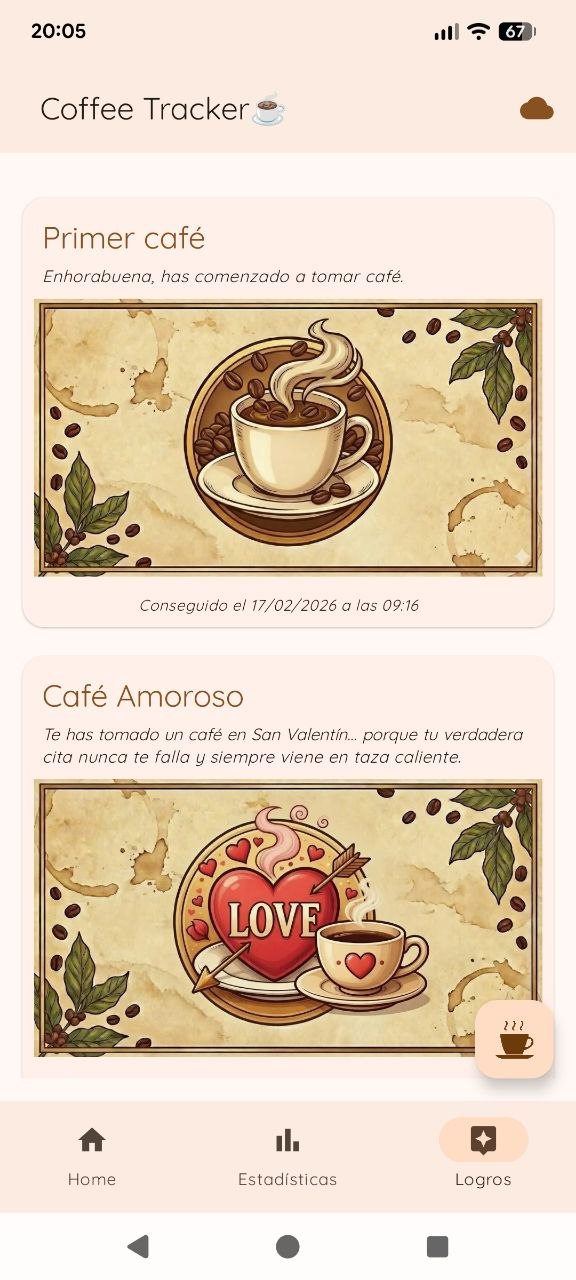 20:05
67
Coffee Tracker☕
Primer café
Enhorabuena, has comenzado a tomar café.
Conseguido el 17/02/2026 a las 09:16
Café Amoroso
Te has tomado un café en San Valentín... porque tu verdadera
cita nunca te falla y siempre viene en taza caliente.
LOVE
Home
Estadísticas
Logros